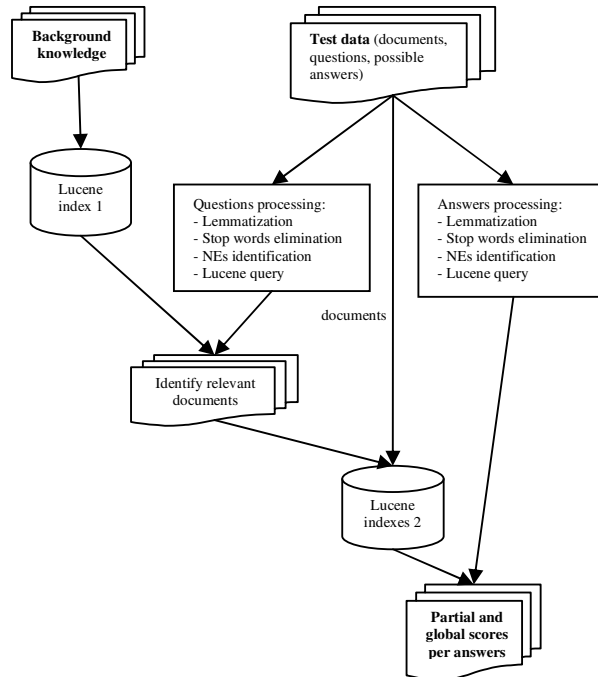 Background
knowledge
Test data (documents,
questions, possible
answers)
Lucene
index 1
Questions processing:
- Lemmatization
- Stop words elimination
- NEs identification
- Lucene query
Answers processing:
- Lemmatization
- Stop words elimination
- NEs identification
- Lucene query
documents
Identify relevant
documents
Lucene
indexes 2
Partial and
global scores
per answers